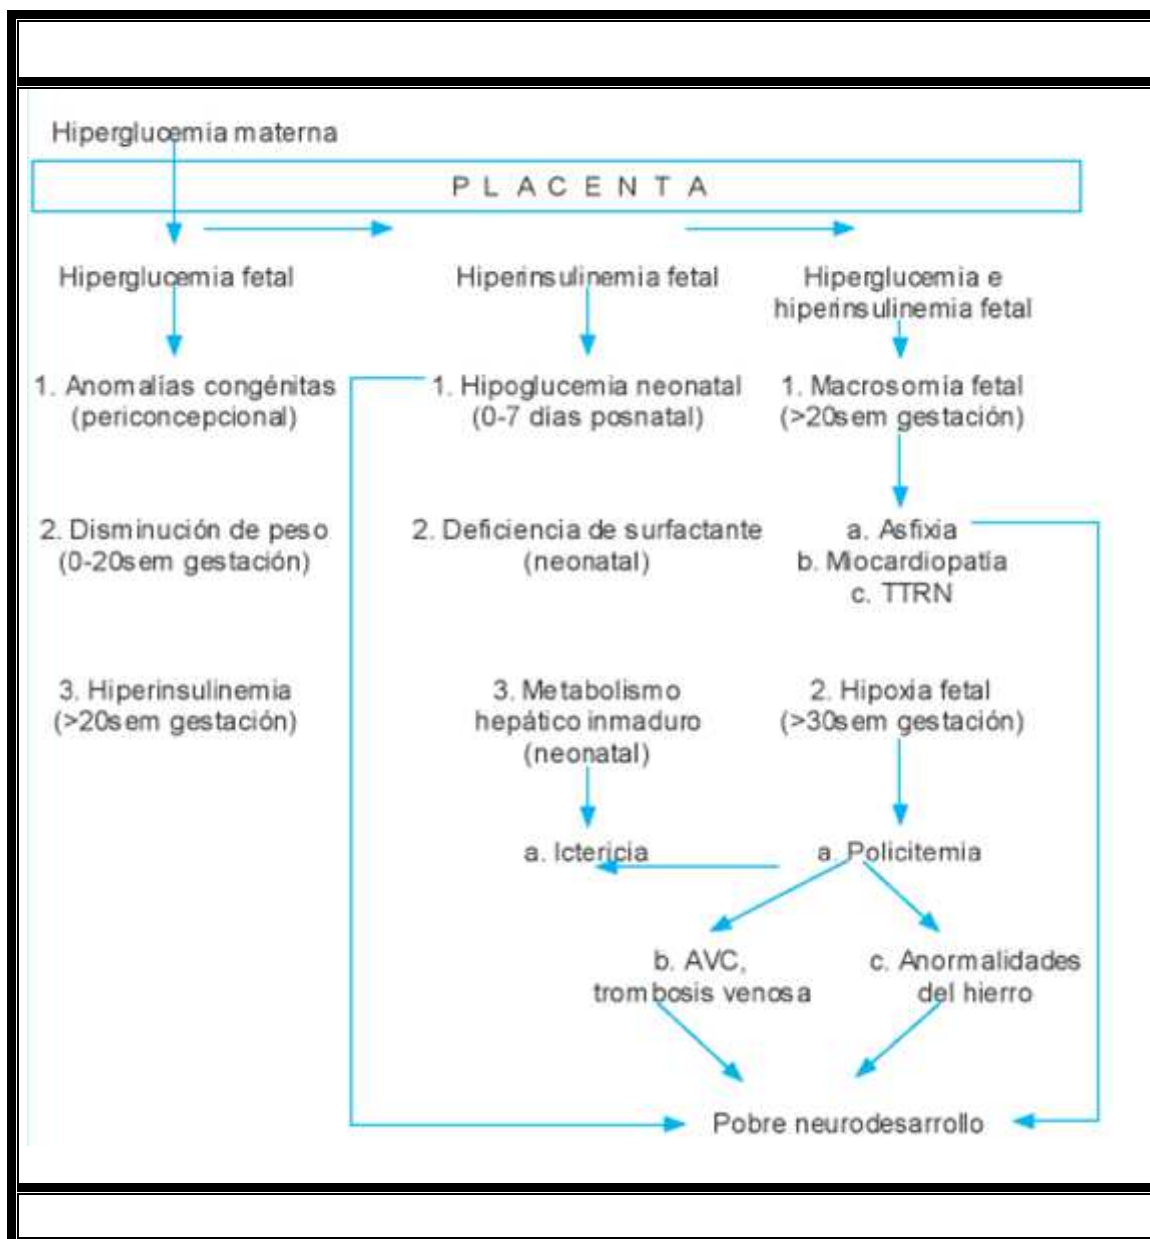 Hiperglucemia materna
P L A C E N T A
Hiperglucemia fetal
Hiperinsulinemia fetal
Hiperglucemia e
hiperinsulinemia fetal
1. Anomalías congénitas
(periconcepcional)
1. Hipoglucemia neonatal
(0-7 días posnatal)
1. Macrosomía fetal
(>20sem gestación)
2. Disminución de peso
(0-20sem gestación)
2. Deficiencia de surfactante
(neonatal)
a. Asfixia
b. Miocardiopatía
c. TTRN
3. Hiperinsulinemia
(>20sem gestación)
3. Metabolismo
hepático inmaduro
(neonatal)
2. Hipoxia fetal
(>30sem gestación)
a. Ictericia
a. Policitemia
b. AVC,
trombosis venosa
c. Anormalidades
del hierro
Pobre neurodesarrollo